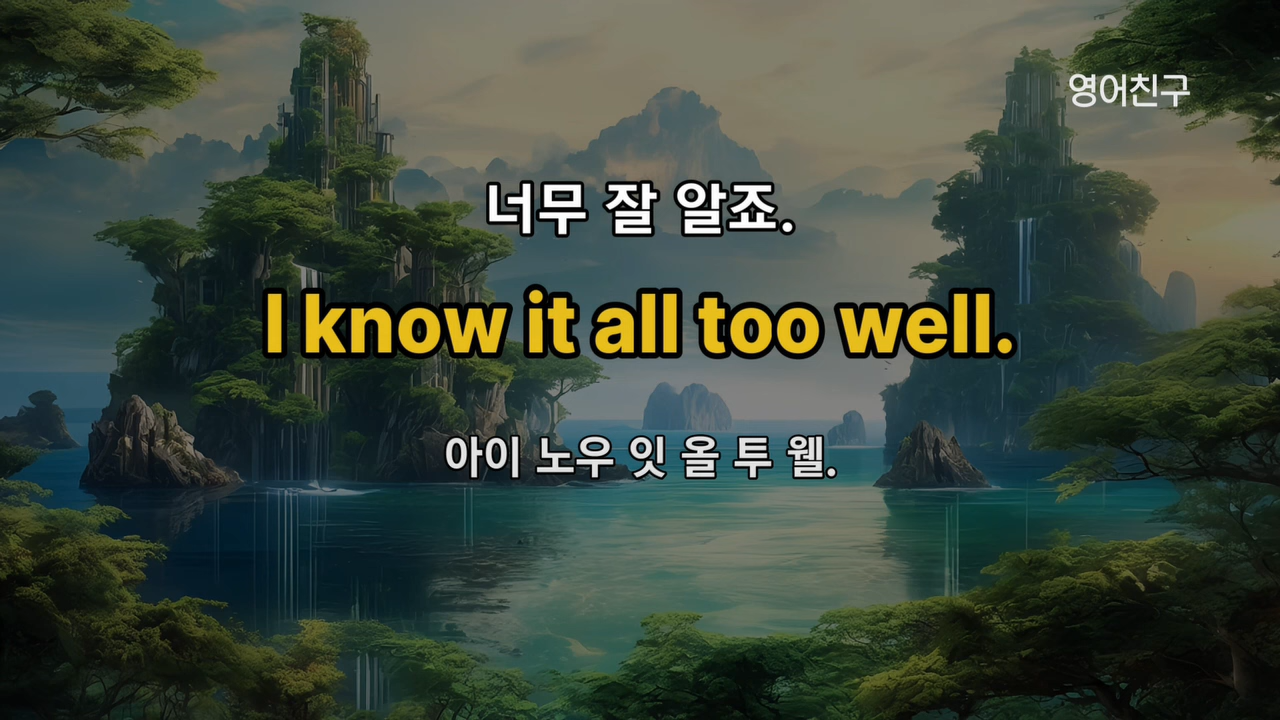 영어친구
너무 잘 알죠.
I know it all too well.
아이 노우 잇 올 투 웰.